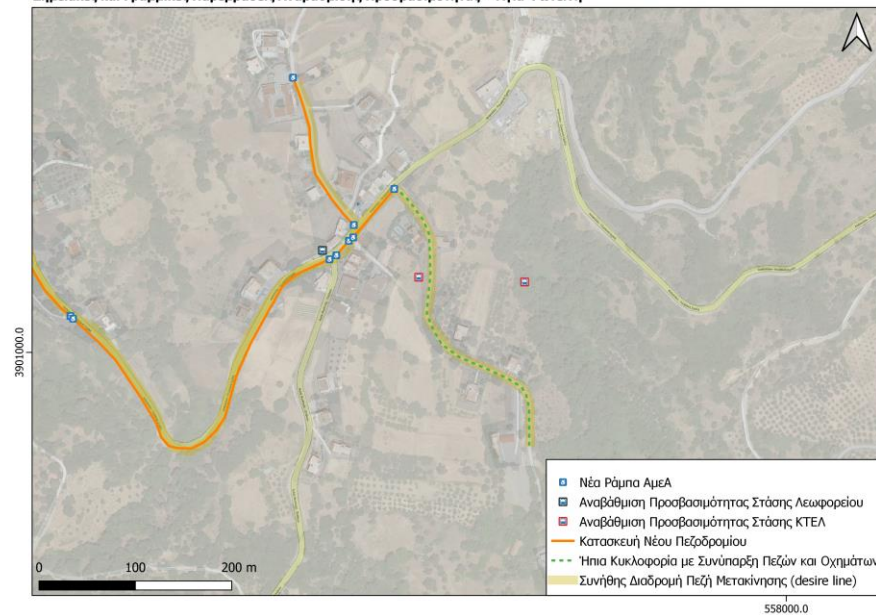 3901000.0
Νέα Ράμπα ΑμεΑ
Αναβάθμιση Προσβασιμότητας Στάσης Λεωφορείου
Αναβάθμιση Προσβασιμότητας Στάσης ΚΤΕΛ
Κατασκευή Νέου Πεζοδρομίου
Ήπια Κυκλοφορία με Συνύπαρξη Πεζών και Οχημάτων
Συνήθης Διαδρομή Πεζή Μετακίνησης (desire line)
0 100 200 m
558000.0